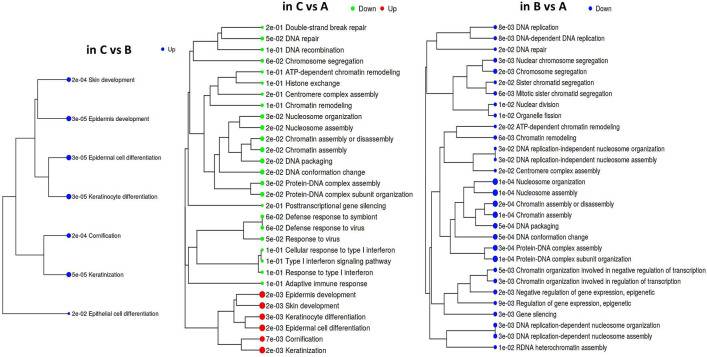 in C vs B
Up
2e-04 Skin development
3e-05 Epidermis development
3e-05 Epidermal cell differentiation
3e-05 Keratinocyte differentiation
2e-04 Cornification
5e-05 Keratinization
2e-02 Epithelial cell differentiation
in C vs A
Down
Up
2e-01 Double-strand break repair
5e-02 DNA repair
1e-01 DNA recombination
6e-02 Chromosome segregation
1e-01 ATP-dependent chromatin remodeling
1e-01 Histone exchange
2e-01 Centromere complex assembly
1e-01 Chromatin remodeling
3e-02 Nucleosome organization
2e-02 Nucleosome assembly
2e-02 Chromatin assembly or disassembly
2e-02 Chromatin assembly
2e-02 DNA packaging
2e-02 DNA conformation change
3e-02 Protein-DNA complex assembly
2e-02 Protein-DNA complex subunit organization
2e-01 Posttranscriptional gene silencing
6e-02 Defense response to symbiont
6e-02 Defense response to virus
5e-02 Response to virus
1e-01 Cellular response to type I interferon
1e-01 Type I interferon signaling pathway
1e-01 Response to type I interferon
1e-01 Adaptive immune response
2e-03 Epidermis development
2e-03 Skin development
3e-03 Keratinocyte differentiation
2e-03 Epidermal cell differentiation
7e-03 Cornification
2e-03 Keratinization
in B vs A
Down
8e-03 DNA replication
8e-03 DNA-dependent DNA replication
2e-02 DNA repair
3e-03 Nuclear chromosome segregation
2e-03 Chromosome segregation
2e-03 Sister chromatid segregation
6e-03 Mitotic sister chromatid segregation
1e-02 Nuclear division
1e-02 Organelle fission
2e-02 ATP-dependent chromatin remodeling
6e-03 Chromatin remodeling
3e-02 DNA replication-independent nucleosome organization
3e-02 DNA replication-independent nucleosome assembly
2e-02 Centromere complex assembly
1e-04 Nucleosome organization
1e-04 Nucleosome assembly
2e-04 Chromatin assembly or disassembly
1e-04 Chromatin assembly
5e-04 DNA packaging
5e-04 DNA conformation change
3e-04 Protein-DNA complex assembly
1e-04 Protein-DNA complex subunit organization
5e-03 Chromatin organization involved in negative regulation of transcription
3e-03 Chromatin organization involved in regulation of transcription
2e-03 Negative regulation of gene expression, epigenetic
9e-03 Regulation of gene expression, epigenetic
3e-03 Gene silencing
3e-03 DNA replication-dependent nucleosome organization
3e-03 DNA replication-dependent nucleosome assembly
1e-02 RDNA heterochromatin assembly